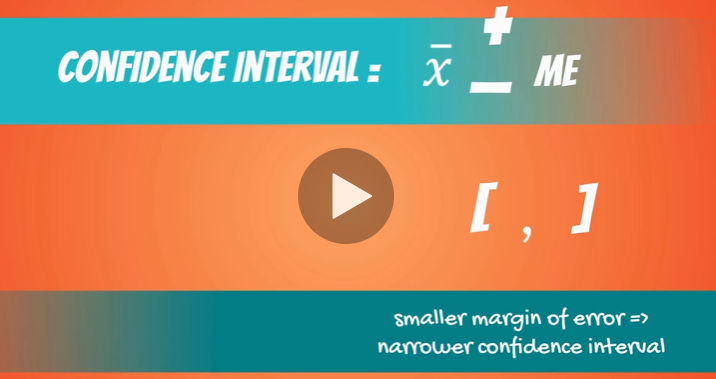 CONFIDENCE INTERVAL : x̄ ± ME
[ , ]
smaller margin of error =>
narrower confidence interval